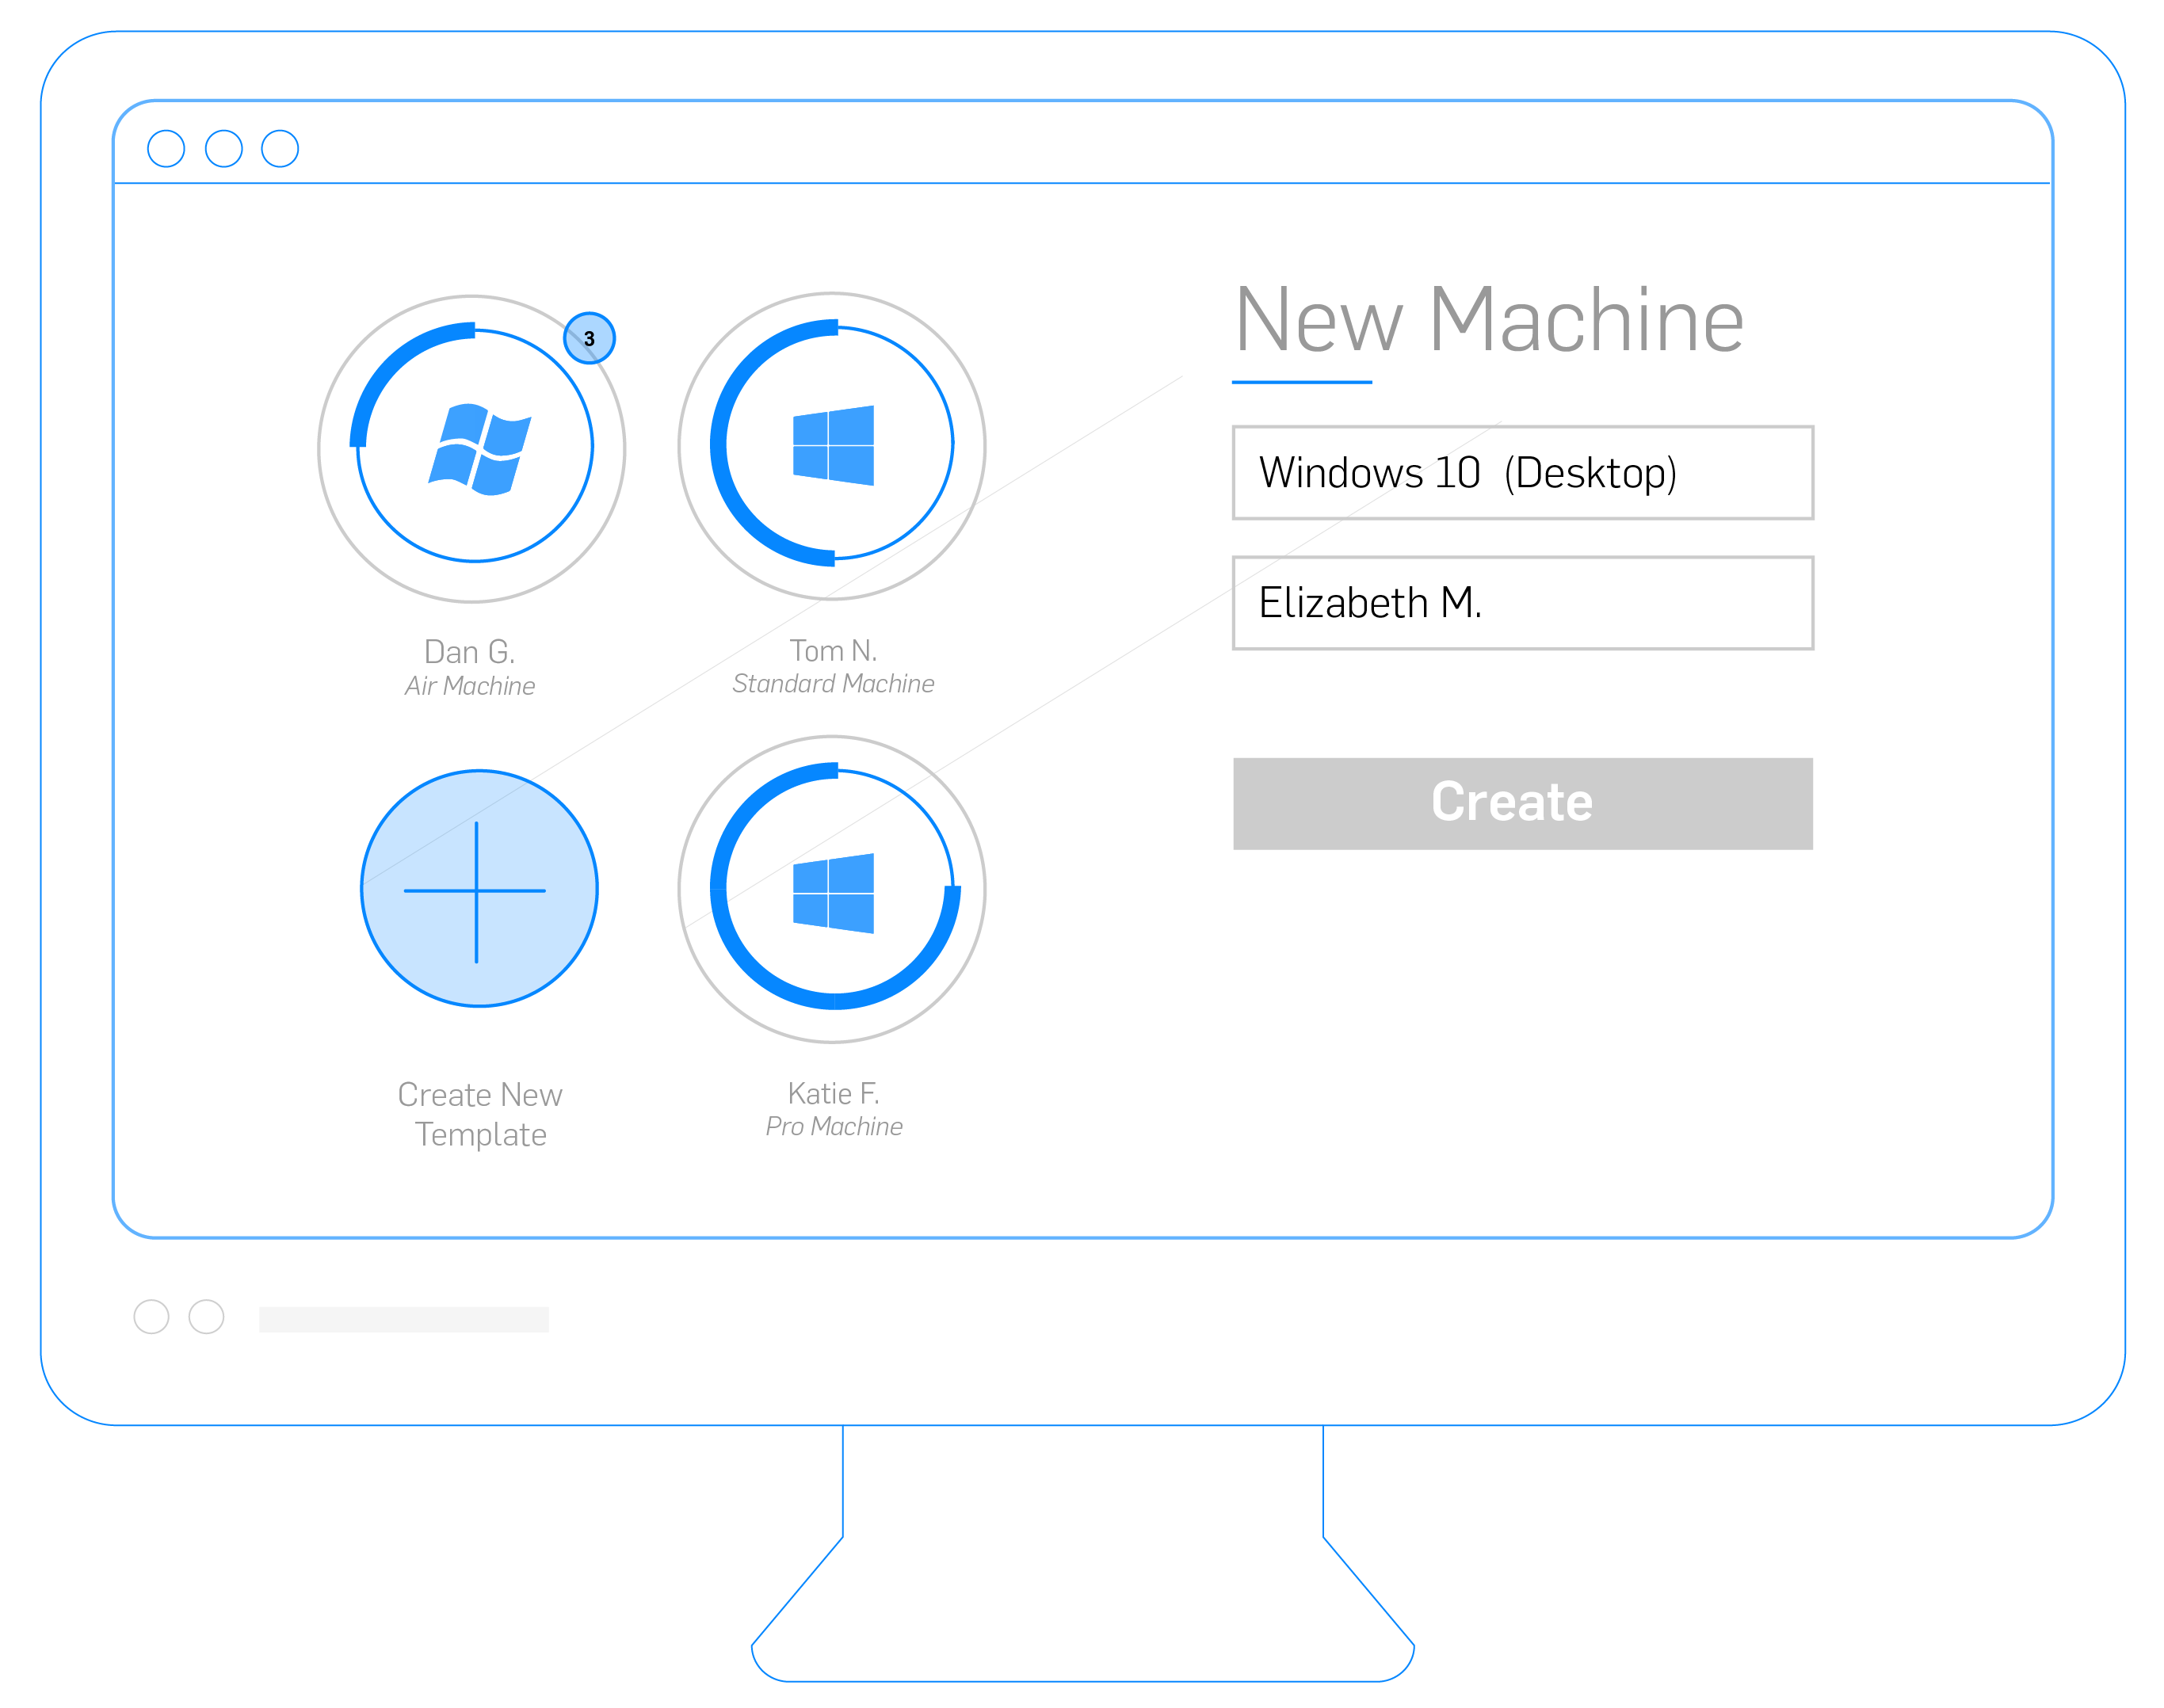 3
Dan G.
Air Machine
Tom N.
Standard Machine
Create New
Template
Katie F.
Pro Machine
New Machine
Windows 10  (Desktop)
Elizabeth M.
Create